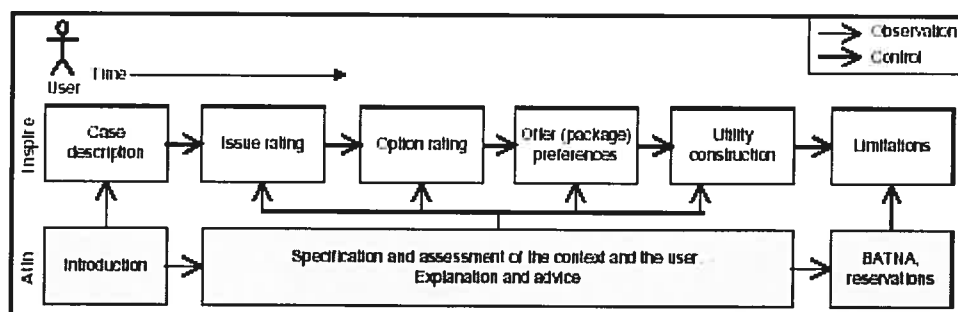 Observation
Control
Time
User
Inspire
Case
description
Issue rating
Option rating
Offer (package)
preferences
Utility
construction
Limitations
Atin
Introduction
Specification and assessment of the context and the user
Explanation and advice
BATNA,
reservations